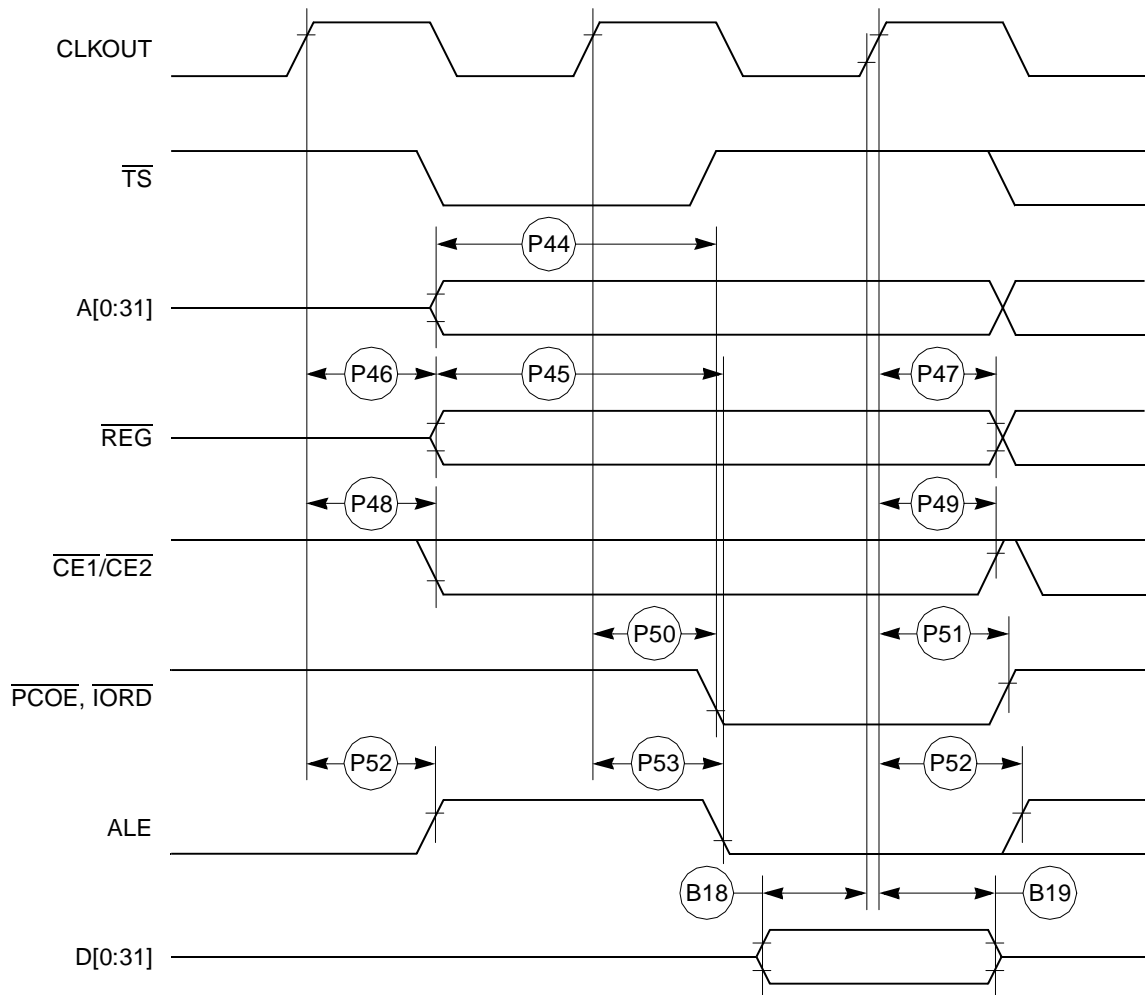 CLKOUT
TS
P44
A[0:31]
P46 P45 P47
REG
P48 P49
CE1/CE2
P50 P51
PCOE, IORD
P52 P53 P52
ALE
B18 B19
D[0:31]